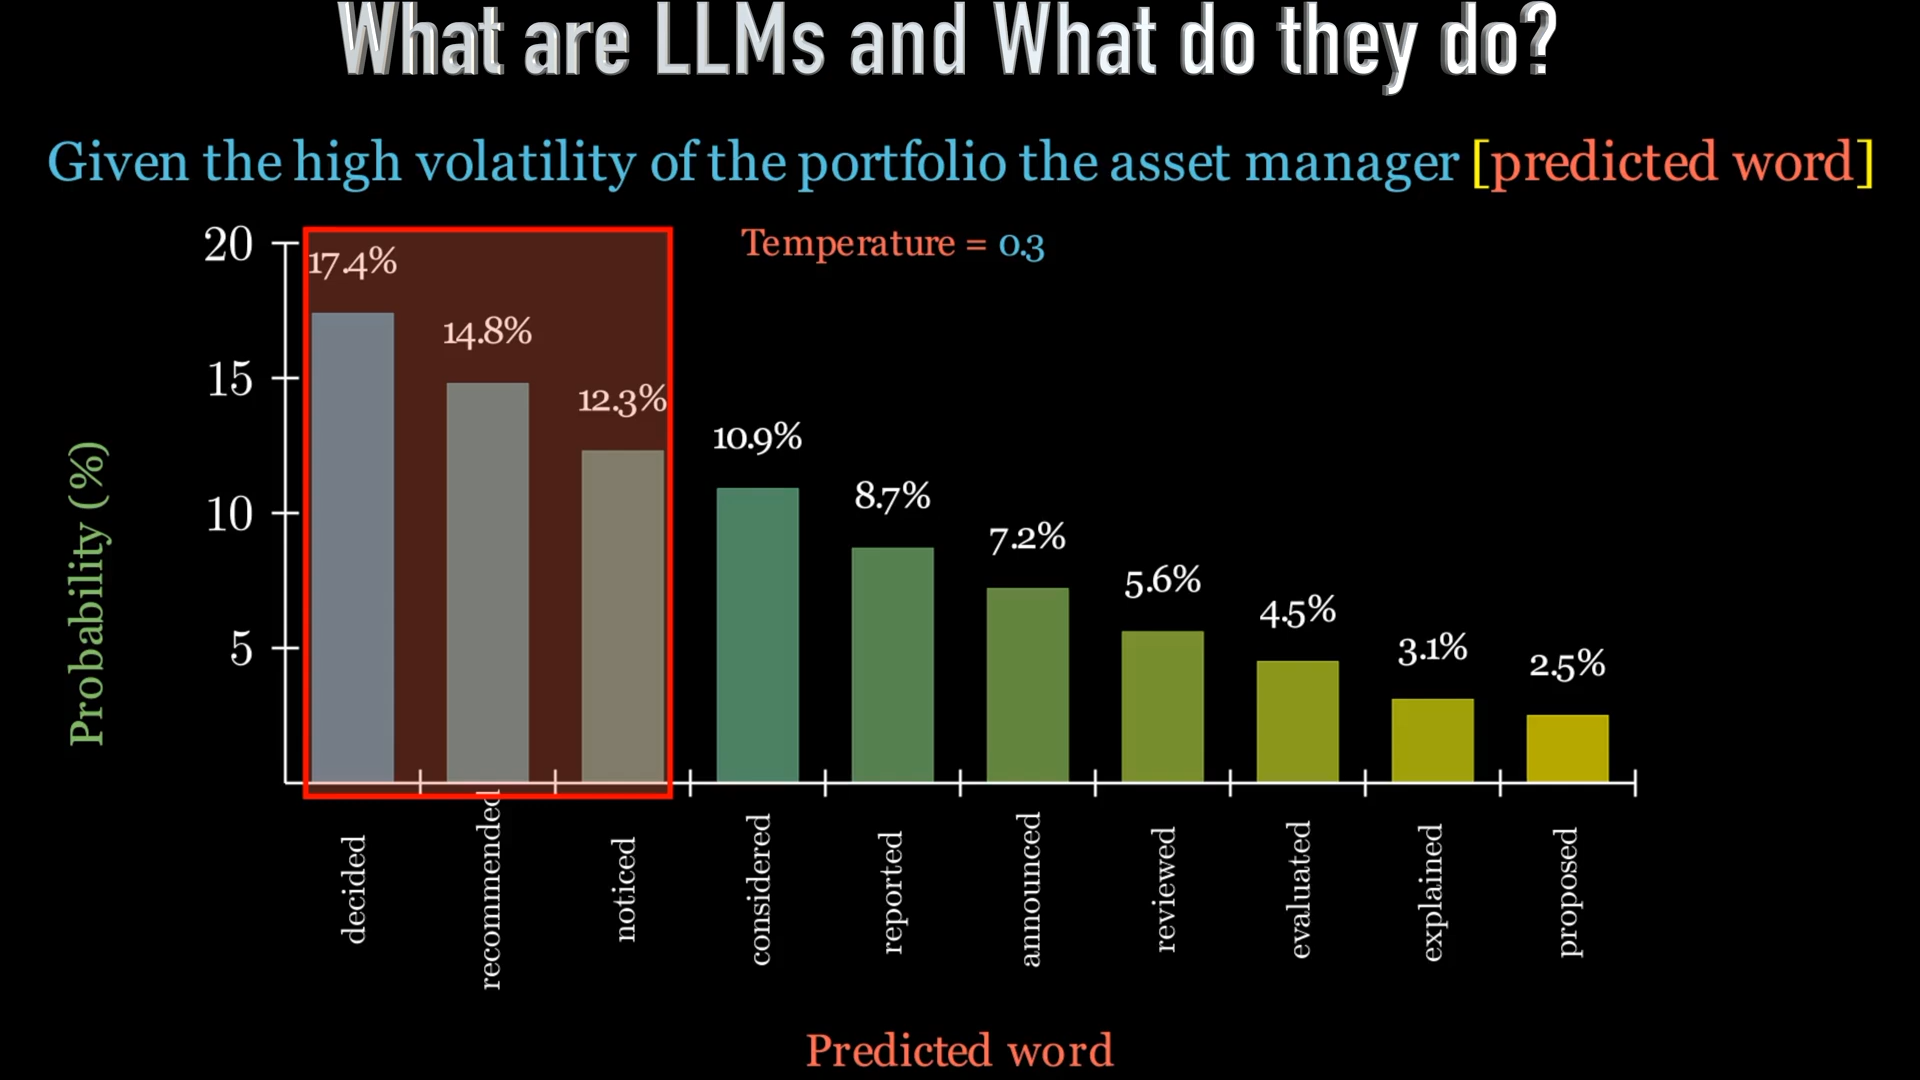 What are LLMs and What do they do?
Given the high volatility of the portfolio the asset manager [predicted word]
Temperature = 0.3
Probability (%)
20
15
10
5
17.4%
14.8%
12.3%
10.9%
8.7%
7.2%
5.6%
4.5%
3.1%
2.5%
decided
recommended
noticed
considered
reported
announced
reviewed
evaluated
explained
proposed
Predicted word